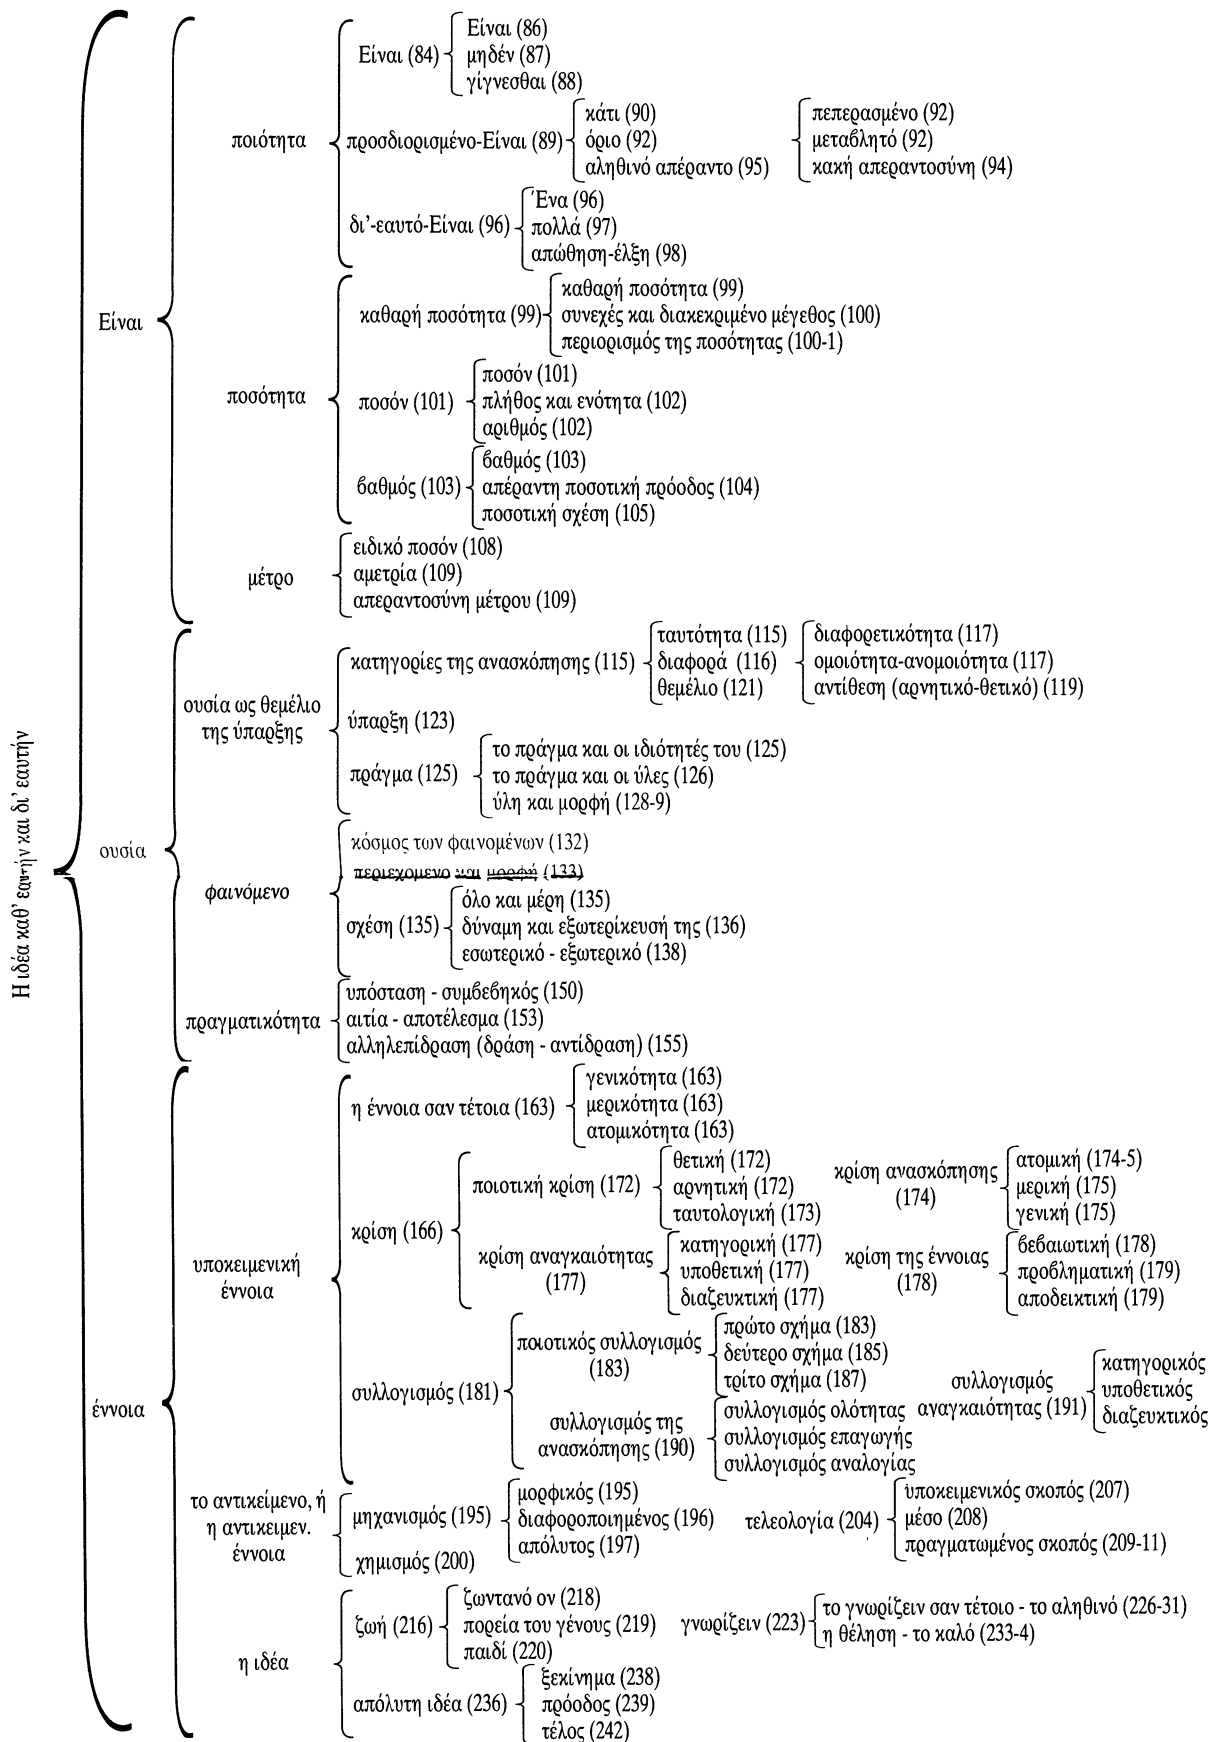 Η ιδέα καθ' εαυτήν και δι' εαυτήν
Είναι
ποιότητα
Είναι (84)
Είναι (86)
μηδέν (87)
γίγνεσθαι (88)
προσδιορισμένο-Είναι (89)
κάτι (90)
όριο (92)
αληθινό απέραντο (95)
πεπερασμένο (92)
μεταβλητό (92)
κακή απεραντοσύνη (94)
δι'-εαυτό-Είναι (96)
Ένα (96)
πολλά (97)
απώθηση-έλξη (98)
ποσότητα
καθαρή ποσότητα (99)
καθαρή ποσότητα (99)
συνεχές και διακεκριμένο μέγεθος (100)
περιορισμός της ποσότητας (100-1)
ποσόν (101)
ποσόν (101)
πλήθος και ενότητα (102)
αριθμός (102)
βαθμός (103)
βαθμός (103)
απέραντη ποσοτική πρόοδος (104)
ποσοτική σχέση (105)
μέτρο
ειδικό ποσόν (108)
αμετρία (109)
απεραντοσύνη μέτρου (109)
ουσία
ουσία ως θεμέλιο
της ύπαρξης
κατηγορίες της ανασκόπησης (115)
ταυτότητα (115)
διαφορά (116)
θεμέλιο (121)
διαφορετικότητα (117)
ομοιότητα-ανομοιότητα (117)
αντίθεση (αρνητικό-θετικό) (119)
ύπαρξη (123)
πράγμα (125)
το πράγμα και οι ιδιότητές του (125)
το πράγμα και οι ύλες (126)
ύλη και μορφή (128-9)
φαινόμενο
κόσμος των φαινομένων (132)
περιεχομενο και μορφή (133)
σχέση (135)
όλο και μέρη (135)
δύναμη και εξωτερίκευσή της (136)
εσωτερικό - εξωτερικό (138)
πραγματικότητα
υπόσταση - συμβεβηκός (150)
αιτία - αποτέλεσμα (153)
αλληλεπίδραση (δράση - αντίδραση) (155)
έννοια
υποκειμενική
έννοια
η έννοια σαν τέτοια (163)
γενικότητα (163)
μερικότητα (163)
ατομικότητα (163)
κρίση (166)
ποιοτική κρίση (172)
θετική (172)
αρνητική (172)
ταυτολογική (173)
κρίση ανασκόπησης
(174)
ατομική (174-5)
μερική (175)
γενική (175)
κρίση αναγκαιότητας
(177)
κατηγορική (177)
υποθετική (177)
διαζευκτική (177)
κρίση της έννοιας
(178)
βεβαιωτική (178)
προβληματική (179)
αποδεικτική (179)
συλλογισμός (181)
ποιοτικός συλλογισμός
(183)
πρώτο σχήμα (183)
δεύτερο σχήμα (185)
τρίτο σχήμα (187)
συλλογισμός της
ανασκόπησης (190)
συλλογισμός ολότητας
συλλογισμός επαγωγής
συλλογισμός αναλογίας
συλλογισμός
αναγκαιότητας (191)
κατηγορικός
υποθετικός
διαζευκτικός
το αντικείμενο, ή
η αντικειμεν.
έννοια
μηχανισμός (195)
μορφικός (195)
διαφοροποιημένος (196)
απόλυτος (197)
χημισμός (200)
τελεολογία (204)
υποκειμενικός σκοπός (207)
μέσο (208)
πραγματωμένος σκοπός (209-11)
η ιδέα
ζωή (216)
ζωντανό ον (218)
πορεία του γένους (219)
παιδί (220)
γνωρίζειν (223)
το γνωρίζειν σαν τέτοιο - το αληθινό (226-31)
η θέληση - το καλό (233-4)
απόλυτη ιδέα (236)
ξεκίνημα (238)
πρόοδος (239)
τέλος (242)